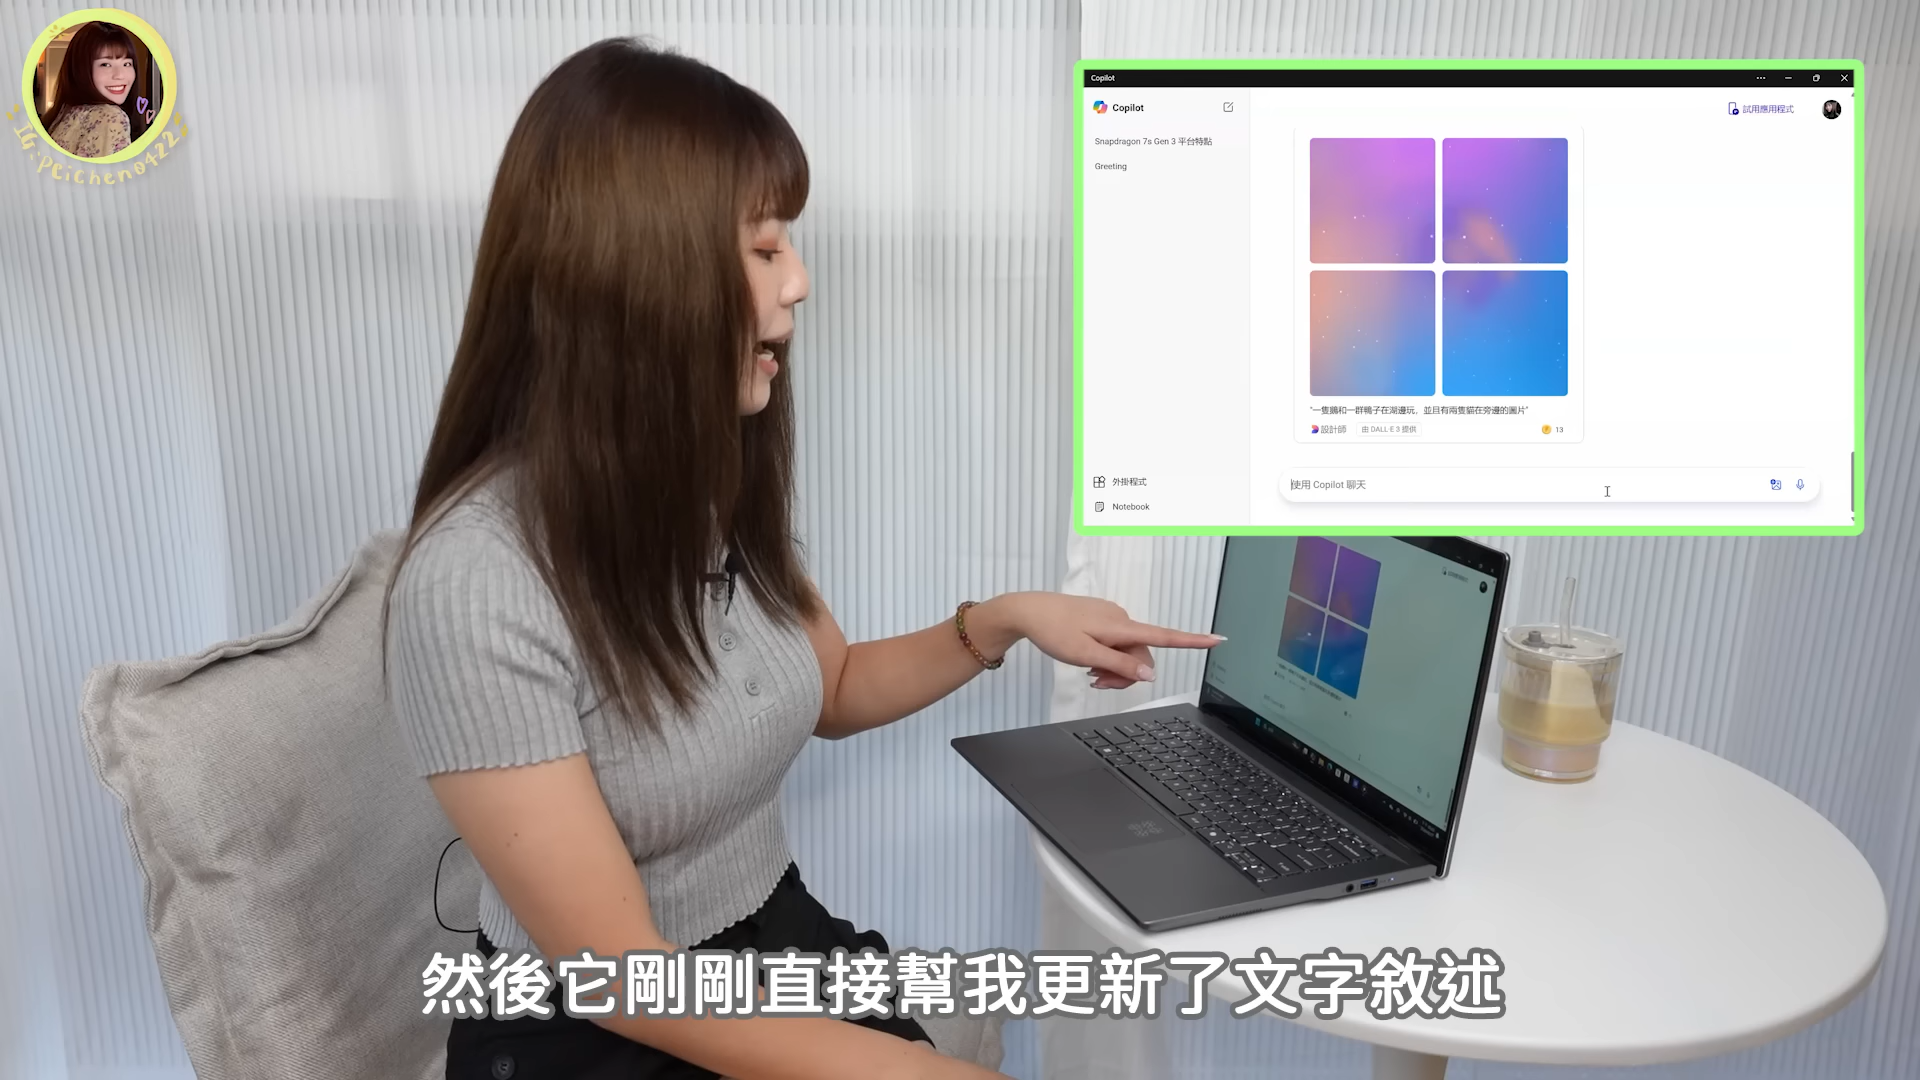 IG:peichen0422
Copilot
Copilot
試用應用程式
Snapdragon 7s Gen 3 平台特點
Greeting
"一隻鵝和一群鴨子在湖邊玩，並且有兩隻貓在旁邊的圖片"
設計師
由 DALL·E 3 提供
13
外掛程式
使用 Copilot 聊天
Notebook
然後它剛剛直接幫我更新了文字敘述